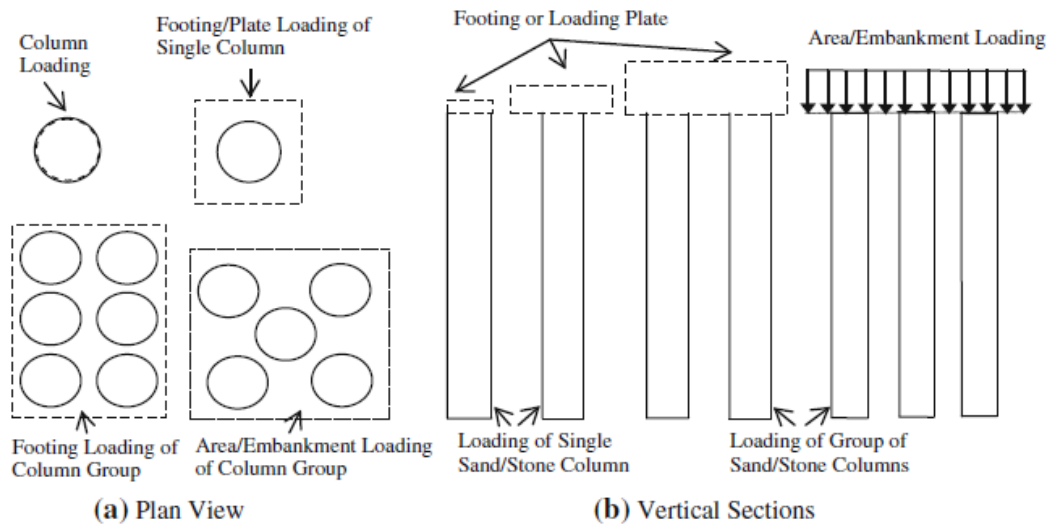 Column
Loading
Footing/Plate Loading of
Single Column
Footing Loading of
Column Group
Area/Embankment Loading
of Column Group
(a) Plan View
Footing or Loading Plate
Area/Embankment Loading
Loading of Single
Sand/Stone Column
Loading of Group of
Sand/Stone Columns
(b) Vertical Sections